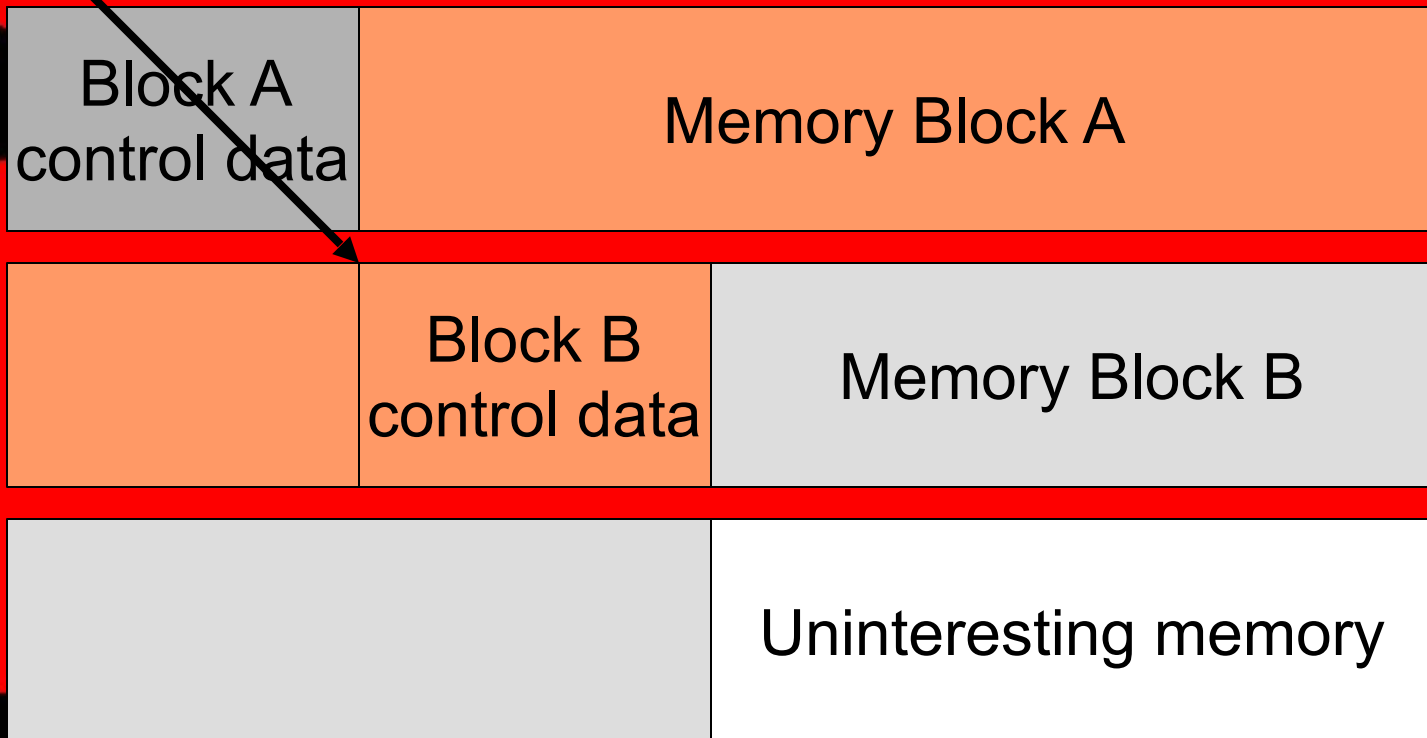 Block A
control data
Memory Block A
Block B
control data
Memory Block B
Uninteresting memory